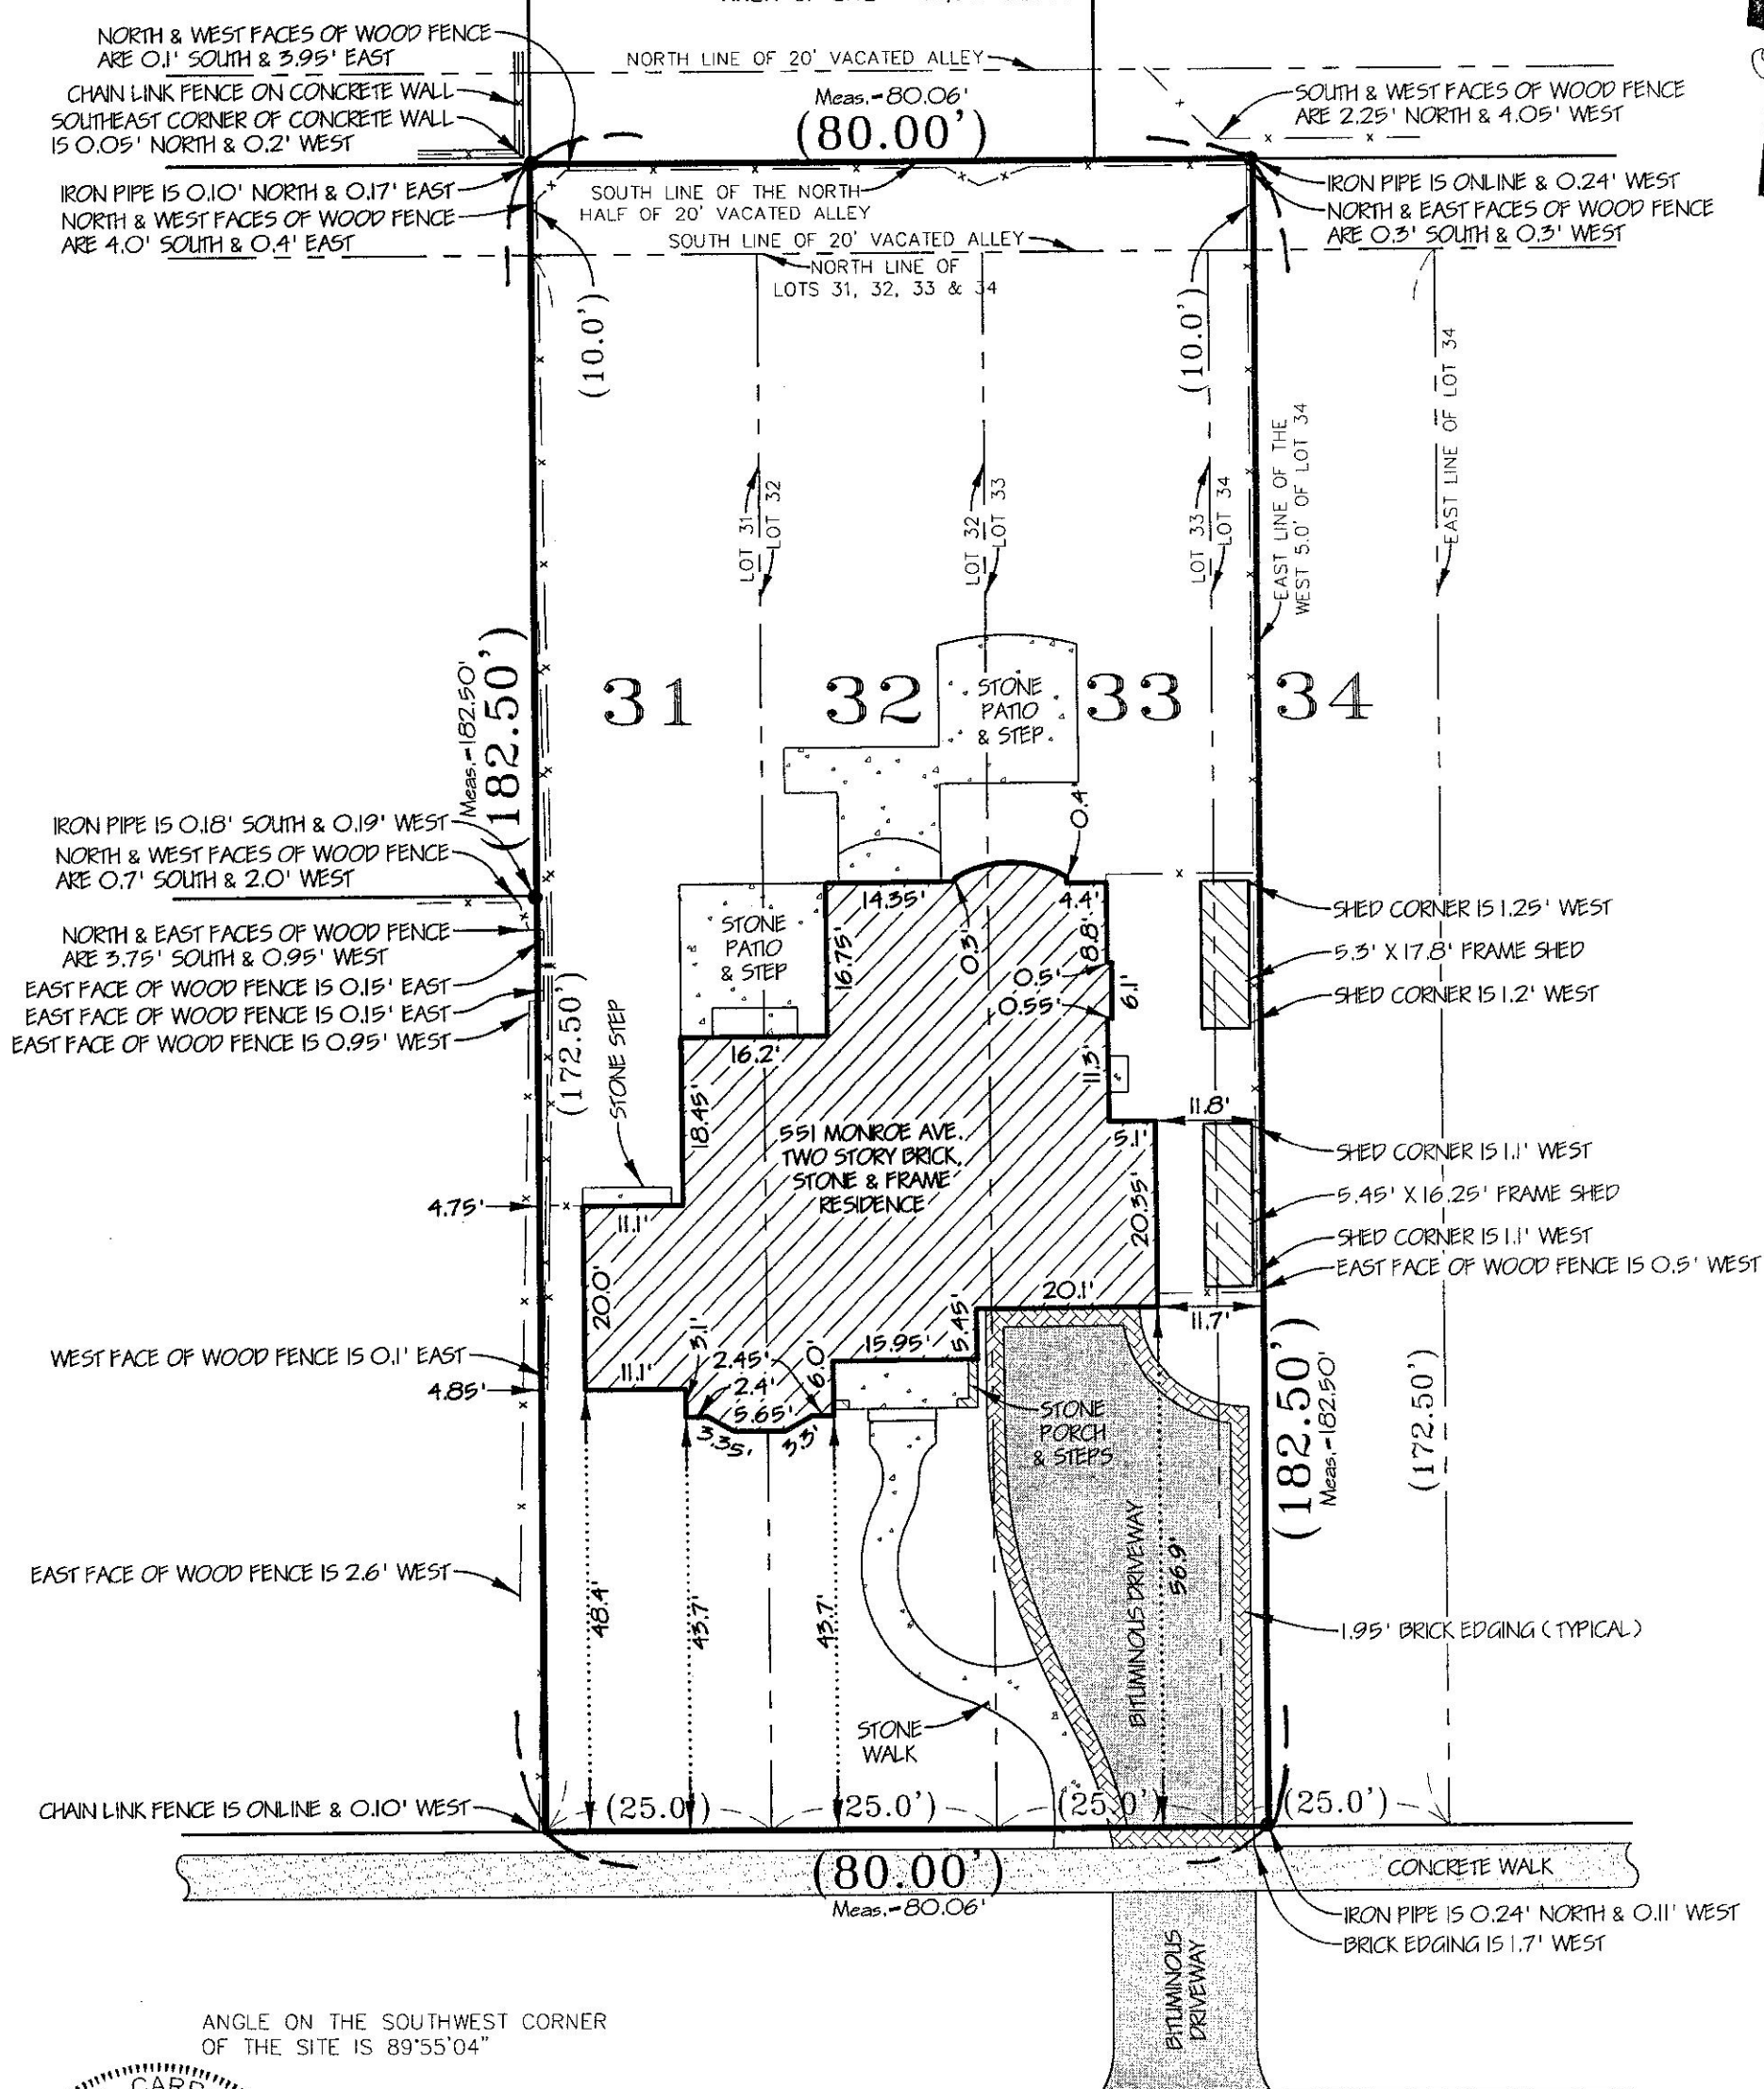 NORTH & WEST FACES OF WOOD FENCE
ARE 0.1' SOUTH & 3.95' EAST
CHAIN LINK FENCE ON CONCRETE WALL
SOUTHEAST CORNER OF CONCRETE WALL
IS 0.05' NORTH & 0.2' WEST
NORTH LINE OF 20' VACATED ALLEY
Meas.=80.06'
(80.00')
SOUTH & WEST FACES OF WOOD FENCE
ARE 2.25' NORTH & 4.05' WEST
IRON PIPE IS 0.10' NORTH & 0.17' EAST
NORTH & WEST FACES OF WOOD FENCE
ARE 4.0' SOUTH & 0.4' EAST
SOUTH LINE OF THE NORTH
HALF OF 20' VACATED ALLEY
SOUTH LINE OF 20' VACATED ALLEY
NORTH LINE OF
LOTS 31, 32, 33 & 34
IRON PIPE IS ONLINE & 0.24' WEST
NORTH & EAST FACES OF WOOD FENCE
ARE 0.3' SOUTH & 0.3' WEST
(10.0')
(10.0')
EAST LINE OF LOT 34
EAST LINE OF THE
WEST 5.0' OF LOT 34
LOT 31
LOT 32
LOT 32
LOT 33
LOT 33
LOT 34
Meas.=182.50'
(182.50')
31
32
33
34
STONE
PATIO
& STEP
IRON PIPE IS 0.18' SOUTH & 0.19' WEST
NORTH & WEST FACES OF WOOD FENCE
ARE 0.7' SOUTH & 2.0' WEST
NORTH & EAST FACES OF WOOD FENCE
ARE 3.75' SOUTH & 0.95' WEST
EAST FACE OF WOOD FENCE IS 0.15' EAST
EAST FACE OF WOOD FENCE IS 0.15' EAST
EAST FACE OF WOOD FENCE IS 0.95' WEST
(172.50')
STONE STEP
STONE
PATIO
& STEP
14.35'
4.4'
0.4'
16.75'
0.3'
8.8'
0.5'
0.55'
6.1'
16.2'
11.3'
SHED CORNER IS 1.25' WEST
5.3' X 17.8' FRAME SHED
SHED CORNER IS 1.2' WEST
18.45'
551 MONROE AVE.
TWO STORY BRICK,
STONE & FRAME
RESIDENCE
11.8'
5.1'
20.35'
SHED CORNER IS 1.1' WEST
5.45' X 16.25' FRAME SHED
SHED CORNER IS 1.1' WEST
EAST FACE OF WOOD FENCE IS 0.5' WEST
4.75'
11.1'
20.0'
20.1'
11.7'
WEST FACE OF WOOD FENCE IS 0.1' EAST
4.85'
11.1'
3.1'
2.45'
2.4'
5.65'
3.35'
3.3'
6.0'
15.95'
5.45'
STONE
PORCH
& STEPS
(182.50')
Meas.=182.50'
(172.50')
EAST FACE OF WOOD FENCE IS 2.6' WEST
48.4'
43.7'
43.7'
BITUMINOUS DRIVEWAY
56.9'
1.95' BRICK EDGING (TYPICAL)
STONE
WALK
CHAIN LINK FENCE IS ONLINE & 0.10' WEST
(25.0')
(25.0')
(25.0')
(25.0')
(80.00')
Meas.=80.06'
CONCRETE WALK
IRON PIPE IS 0.24' NORTH & 0.11' WEST
BRICK EDGING IS 1.7' WEST
BITUMINOUS
DRIVEWAY
ANGLE ON THE SOUTHWEST CORNER
OF THE SITE IS 89°55'04"